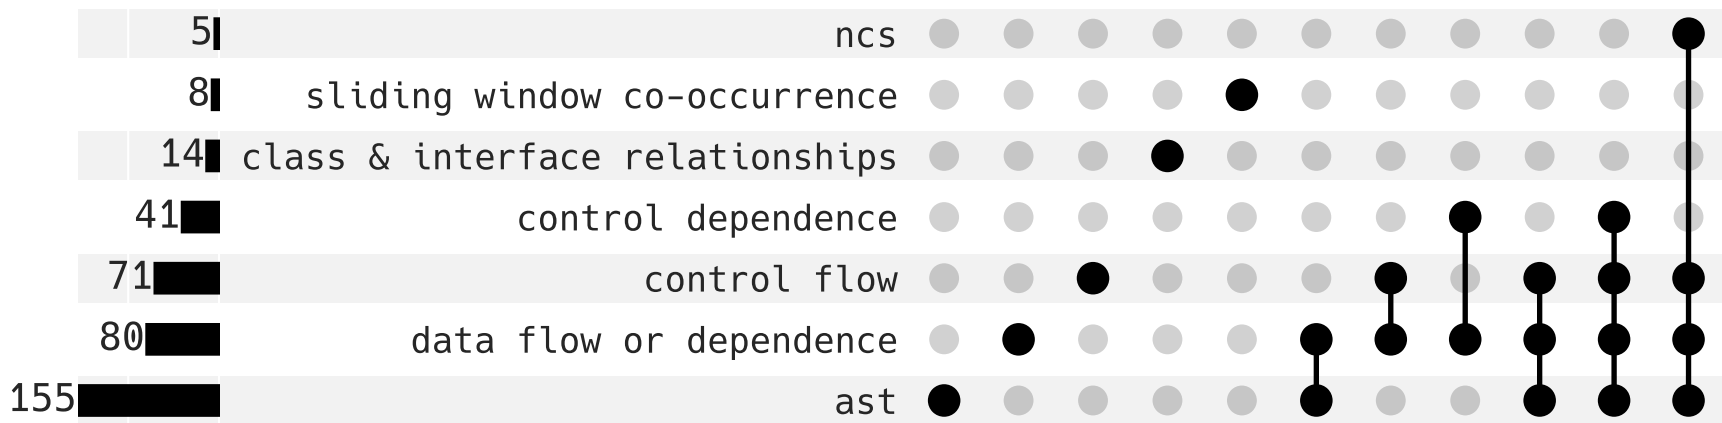 5 ncs
8 sliding window co-occurrence
14 class & interface relationships
41 control dependence
71 control flow
80 data flow or dependence
155 ast